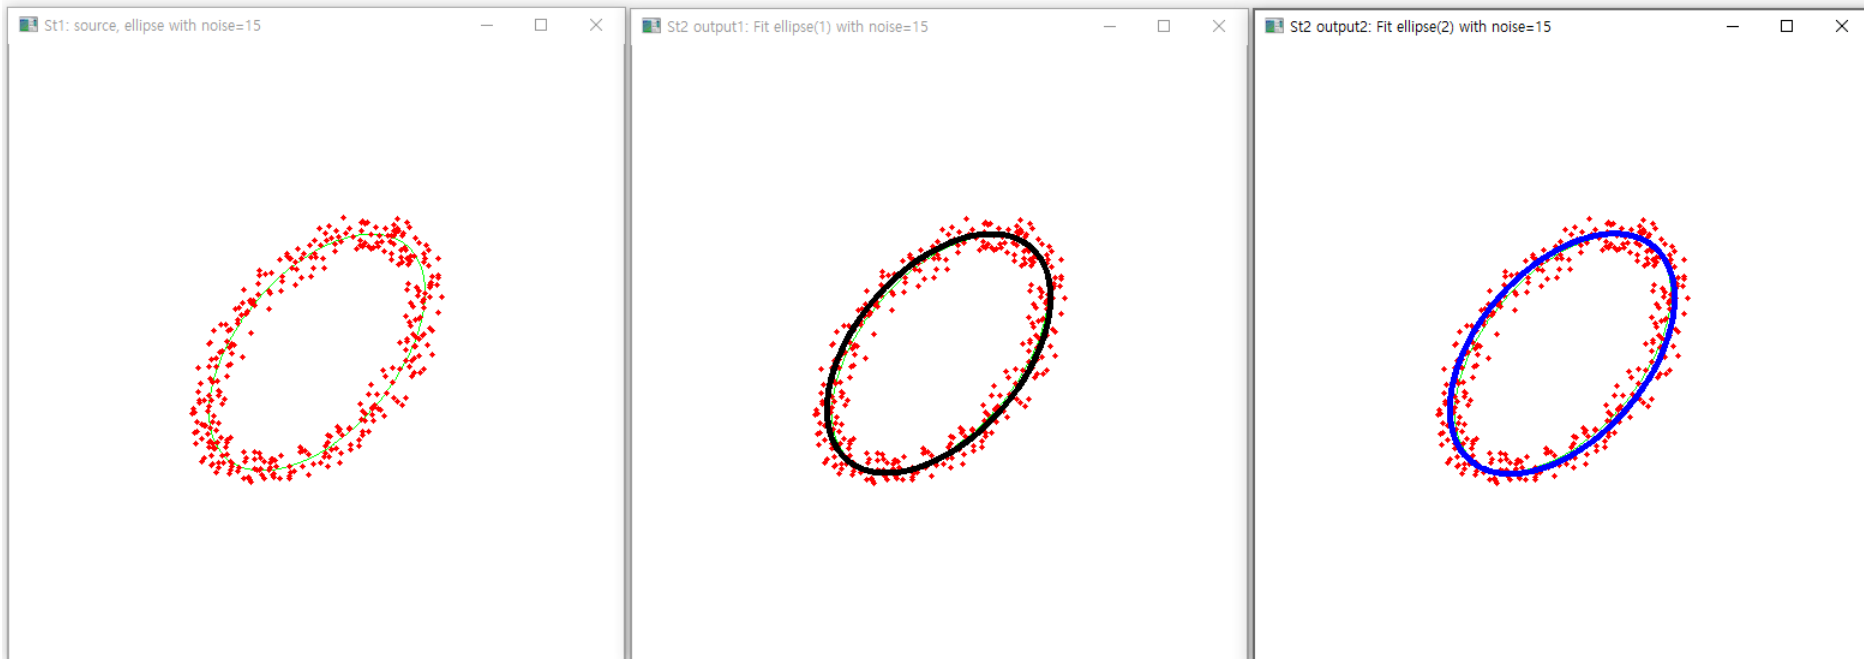 St1: source, ellipse with noise=15
St2 output1: Fit ellipse(1) with noise=15
St2 output2: Fit ellipse(2) with noise=15